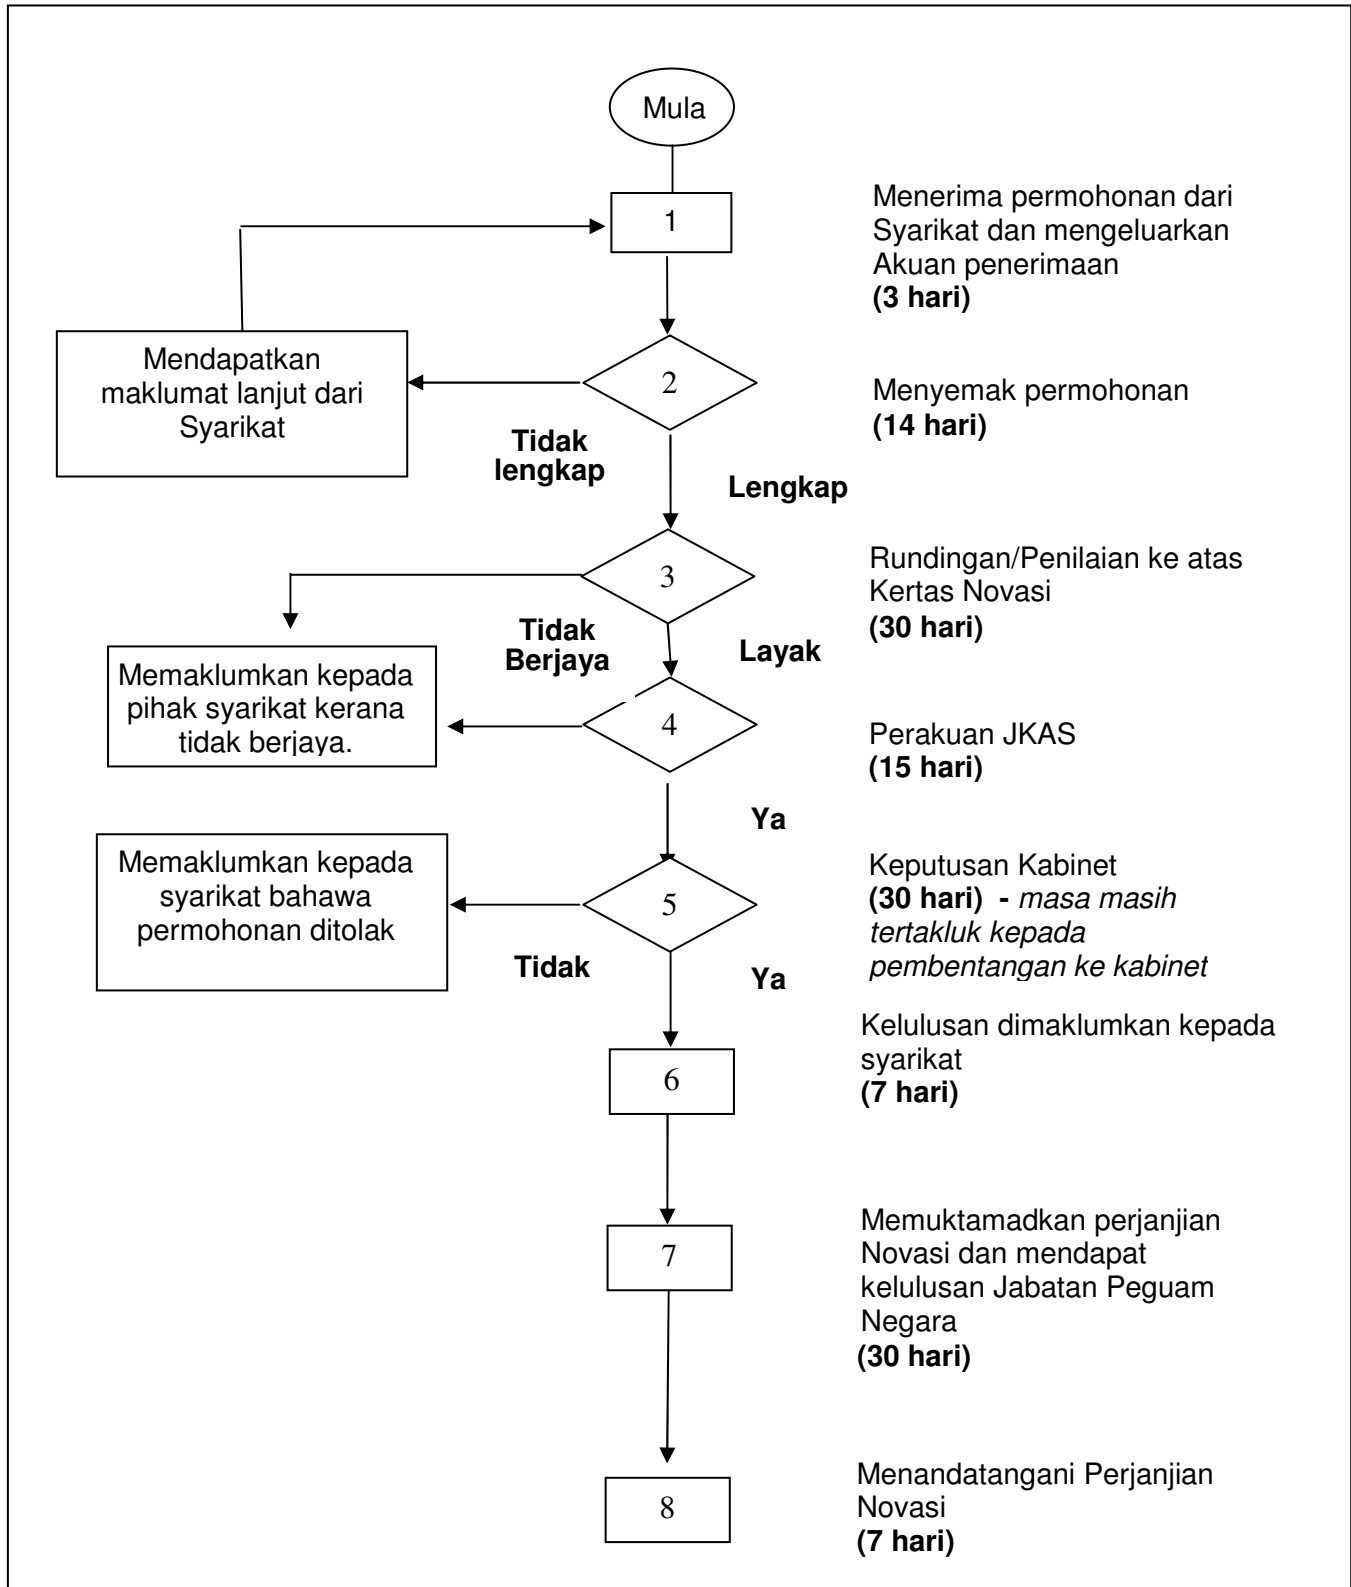 Mula
1
Menerima permohonan dari
Syarikat dan mengeluarkan
Akuan penerimaan
(3 hari)
Mendapatkan
maklumat lanjut dari
Syarikat
2
Menyemak permohonan
(14 hari)
Tidak
lengkap
Lengkap
3
Rundingan/Penilaian ke atas
Kertas Novasi
(30 hari)
Tidak
Berjaya
Layak
Memaklumkan kepada
pihak syarikat kerana
tidak berjaya.
4
Perakuan JKAS
(15 hari)
Ya
Memaklumkan kepada
syarikat bahawa
permohonan ditolak
5
Keputusan Kabinet
(30 hari) - masa masih
tertakluk kepada
pembentangan ke kabinet
Tidak
Ya
6
Kelulusan dimaklumkan kepada
syarikat
(7 hari)
7
Memuktamadkan perjanjian
Novasi dan mendapat
kelulusan Jabatan Peguam
Negara
(30 hari)
8
Menandatangani Perjanjian
Novasi
(7 hari)